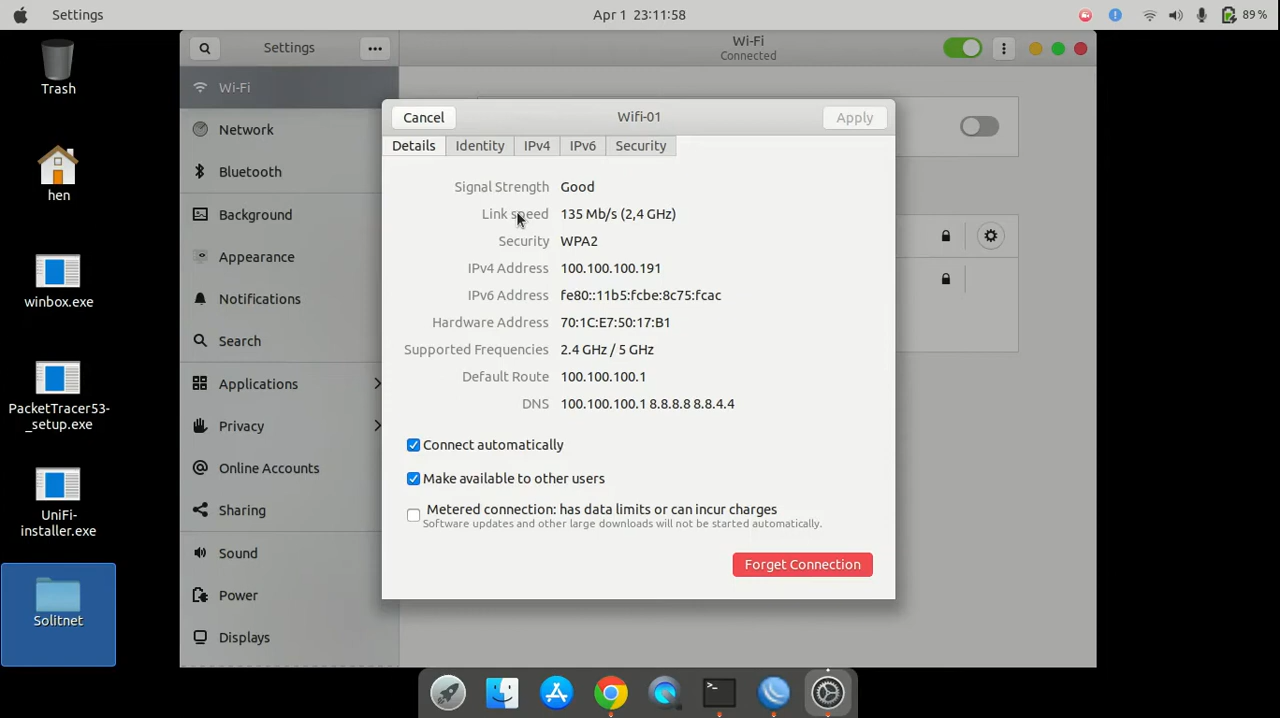 Settings
Apr 1 23:11:58
89 %
Trash
hen
winbox.exe
PacketTracer53-
_setup.exe
UniFi-
installer.exe
Solitnet
Settings
Wi-Fi
Connected
Wi-Fi
Network
Bluetooth
Background
Appearance
Notifications
Search
Applications
Privacy
Online Accounts
Sharing
Sound
Power
Displays
Cancel
Wifi-01
Apply
Details
Identity
IPv4
IPv6
Security
Signal Strength Good
Link speed 135 Mb/s (2,4 GHz)
Security WPA2
IPv4 Address 100.100.100.191
IPv6 Address fe80::11b5:fcbe:8c75:fcac
Hardware Address 70:1C:E7:50:17:B1
Supported Frequencies 2.4 GHz / 5 GHz
Default Route 100.100.100.1
DNS 100.100.100.1 8.8.8.8 8.8.4.4
Connect automatically
Make available to other users
Metered connection: has data limits or can incur charges
Software updates and other large downloads will not be started automatically.
Forget Connection